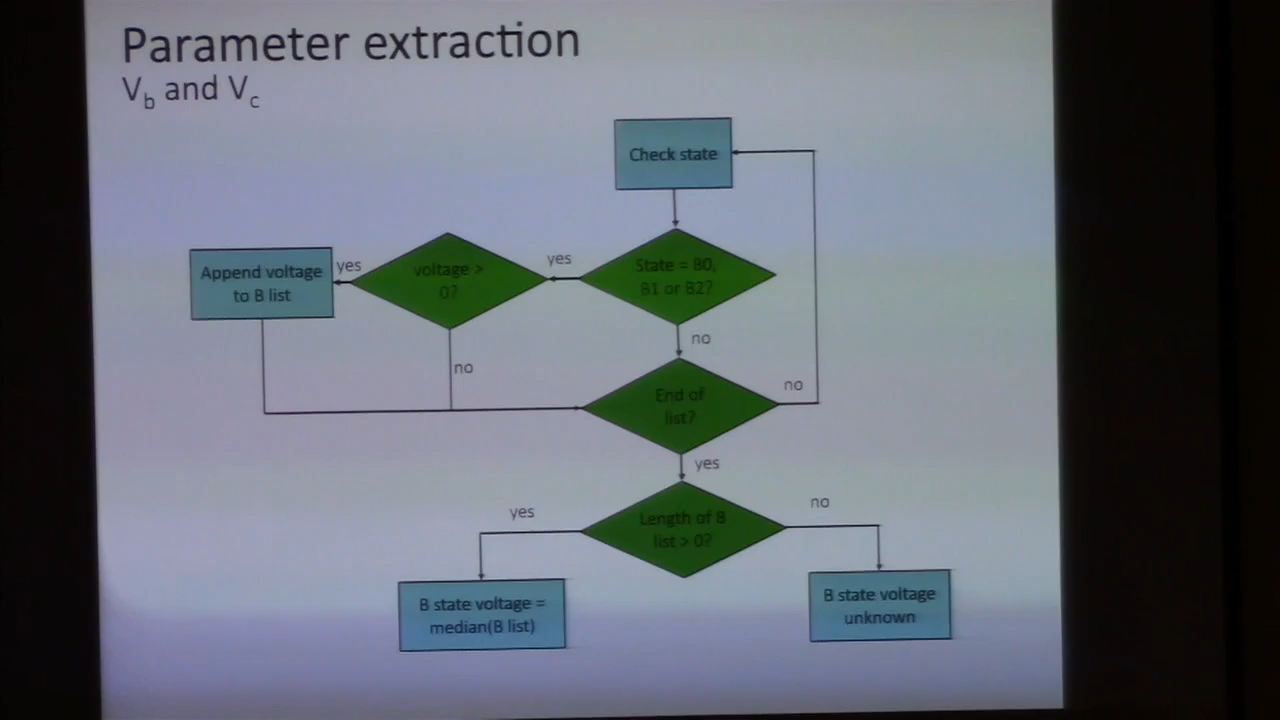 Parameter extraction
Vb and Vc
Check state
State = B0,
B1 or B2?
yes
voltage >
0?
yes
Append voltage
to B list
no
no
End of
list?
no
yes
Length of B
list > 0?
yes
no
B state voltage =
median(B list)
B state voltage
unknown